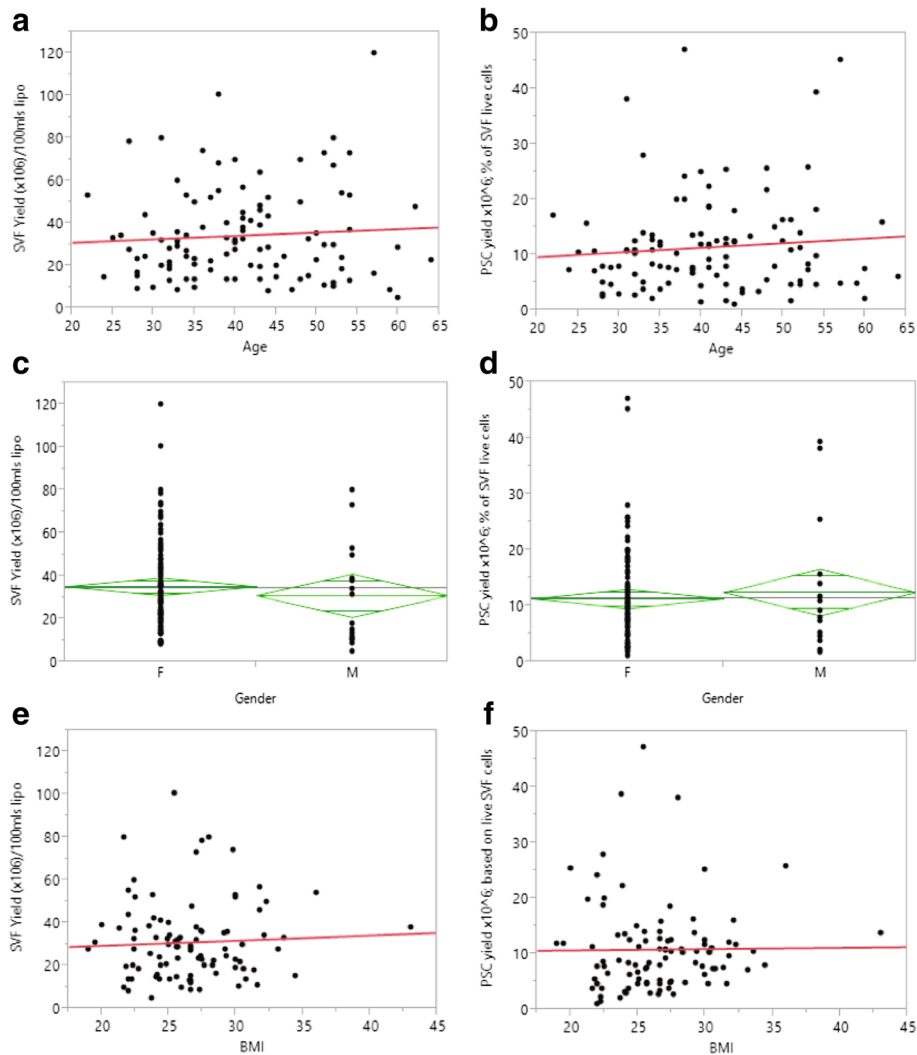 a
SVF Yield (x106)/100mls lipo
120
100
80
60
40
20
0
20 25 30 35 40 45 50 55 60 65
Age
b
PSC yield x10^6; % of SVF live cells
50
40
30
20
10
0
20 25 30 35 40 45 50 55 60 65
Age
c
SVF Yield (x106)/100mls lipo
120
100
80
60
40
20
0
F M
Gender
d
PSC yield x10^6; % of SVF live cells
50
40
30
20
10
0
F M
Gender
e
SVF Yield (x106)/100mls lipo
120
100
80
60
40
20
0
20 25 30 35 40 45
BMI
f
PSC yield x10^6; based on live SVF cells
50
40
30
20
10
0
20 25 30 35 40 45
BMI